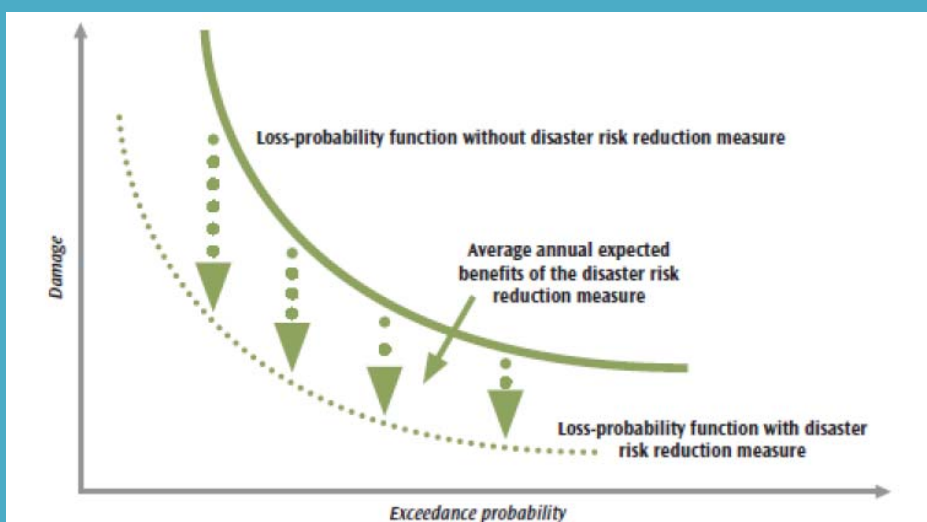 Loss-probability function without disaster risk reduction measure
Average annual expected
benefits of the disaster risk
reduction measure
Damage
Loss-probability function with disaster
risk reduction measure
Exceedance probability